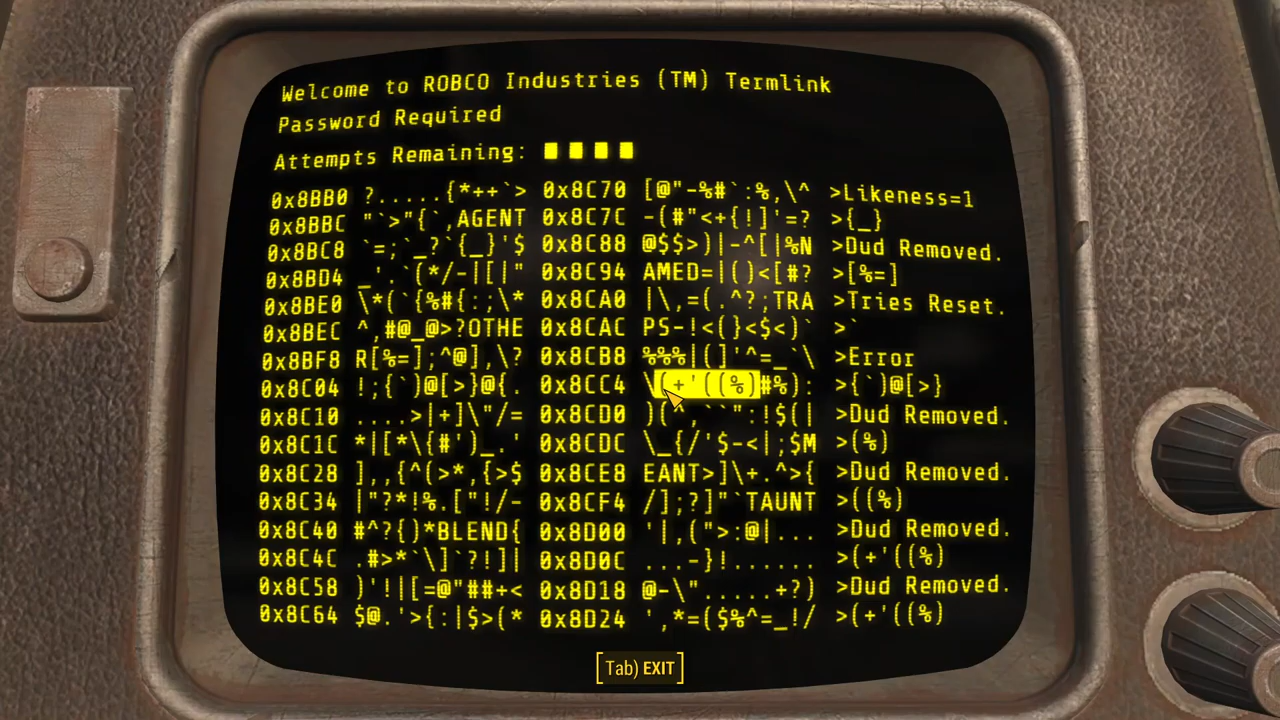 Welcome to ROBCO Industries (TM) Termlink
Password Required
Attempts Remaining: ■ ■ ■ ■
0x8BB0 ?.....{*++`> 0x8C70 [@"-%#`:%,\^ >Likeness=1
0x8BBC "`>"{`,AGENT 0x8C7C -(#"<+{!]'=? >{_}
0x8BC8 `=;`_?`{_}'$ 0x8C88 @$$>)|-^[|%N >Dud Removed.
0x8BD4 _'.`(*/-|[|" 0x8C94 AMED=|()<[#? >[%=]
0x8BE0 \*(`{%#{:;\* 0x8CA0 |\,=(.^?;TRA >Tries Reset.
0x8BEC ^,#@_@>?OTHE 0x8CAC PS-!<(}<$<)` >`
0x8BF8 R[%=];^@],\? 0x8CB8 %%%|(]'^=_`\ >Error
0x8C04 !;{`)@[>}@{. 0x8CC4 \(+'((%)#%): >{`)@[>}
0x8C10 ....>|+]\"/= 0x8CD0 )(^,``":!$(| >Dud Removed.
0x8C1C *|[*\{#')_.' 0x8CDC \_{/'$-<|;$M >(%)
0x8C28 ],,{^(>*,{>$ 0x8CE8 EANT>]\+.^>{ >Dud Removed.
0x8C34 |"?*!%.["!/- 0x8CF4 /];?]"`TAUNT >((%)
0x8C40 #^?{)*BLEND{ 0x8D00 '|,(">:@|... >Dud Removed.
0x8C4C .#>*`\]`?!]| 0x8D0C ...-}!...... >(+'((%)
0x8C58 )'!|[=@"##+< 0x8D18 @-\".....+?) >Dud Removed.
0x8C64 $@.'>{:|$>(* 0x8D24 ',*=($%^=_!/ >(+'((%)
Tab) EXIT